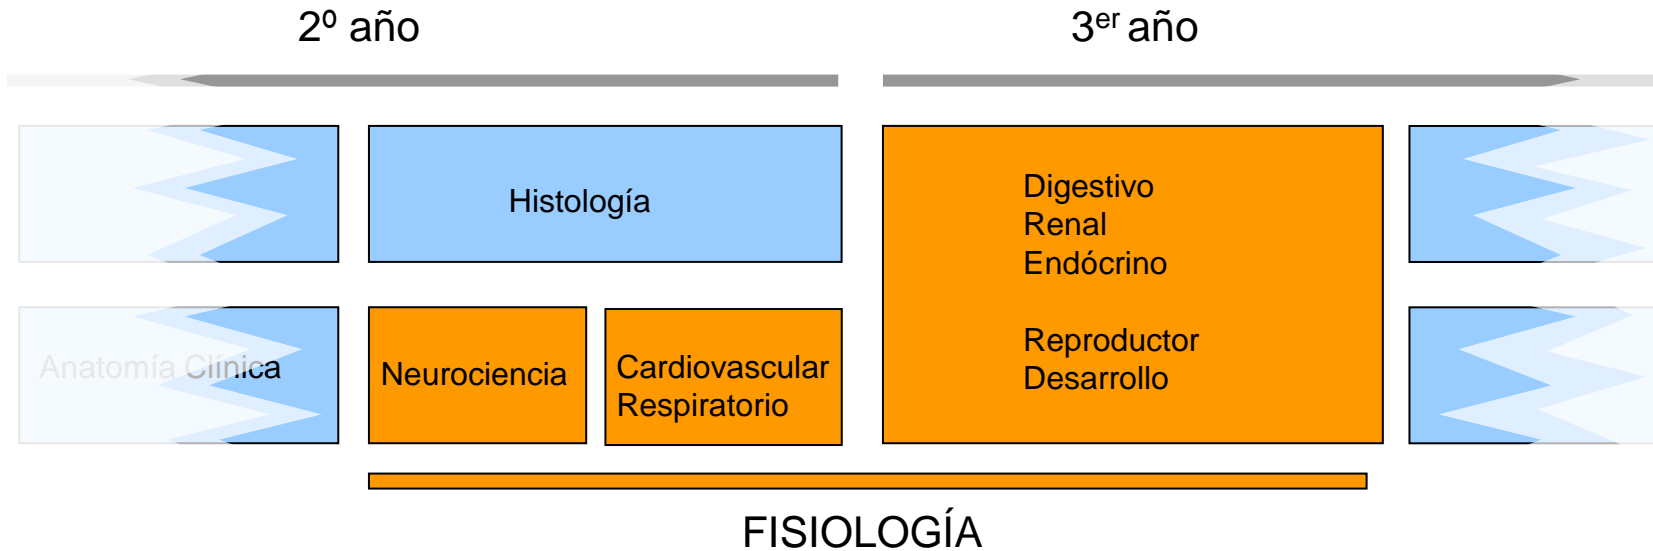 2º año
3er año
Histología
Digestivo
Renal
Endócrino
Reproductor
Desarrollo
Anatomía Clínica
Neurociencia
Cardiovascular
Respiratorio
FISIOLOGÍA